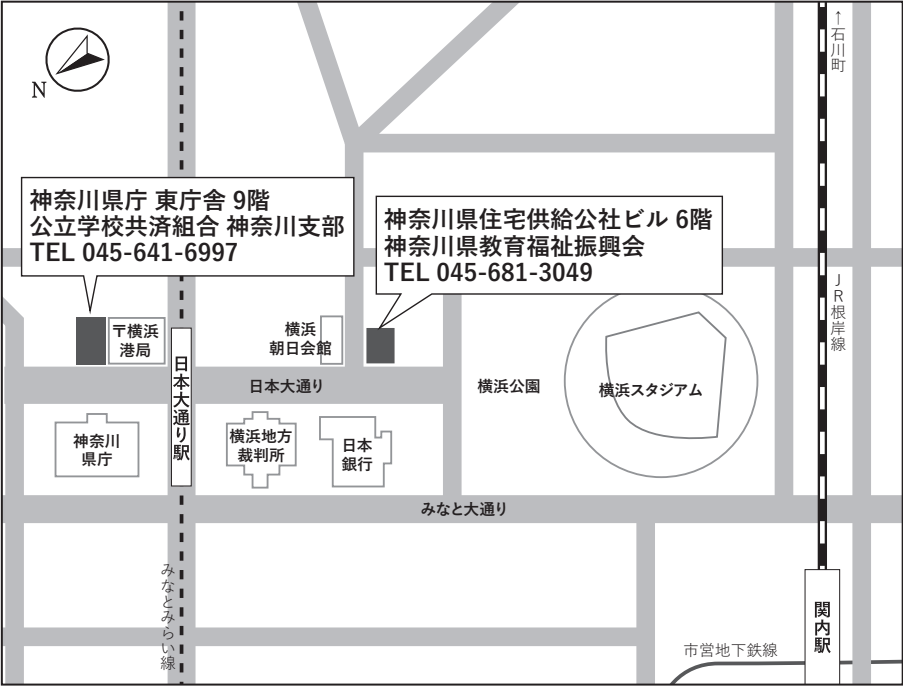 N
↑石川町
神奈川県庁 東庁舎 9階
公立学校共済組合 神奈川支部
TEL 045-641-6997
神奈川県住宅供給公社ビル 6階
神奈川県教育福祉振興会
TEL 045-681-3049
JR根岸線
〒横浜
港局
横浜
朝日会館
日本大通り駅
日本大通り
横浜公園
横浜スタジアム
神奈川
県庁
横浜地方
裁判所
日本
銀行
みなと大通り
みなとみらい線
関内駅
市営地下鉄線